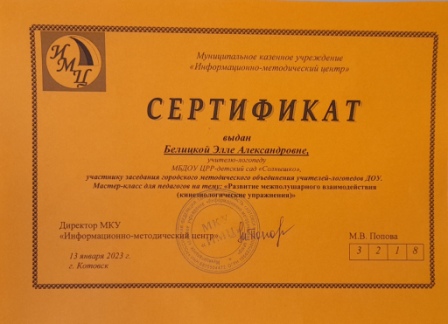 ИМЦ
Муниципальное казенное учреждение
«Информационно-методический центр»
СЕРТИФИКАТ
выдан
Белицкой Элле Александровне,
учителю-логопеду
МБДОУ ЦРР-детский сад «Солнышко»,
участнику заседания городского методического объединения учителей-логопедов ДОУ.
Мастер-класс для педагогов на тему: «Развитие межполушарного взаимодействия
(кинезиологические упражнения)»
Директор МКУ
«Информационно-методический центр»
М.В. Попова
3 2 1 8
13 января 2023 г.
г. Котовск
МКУ